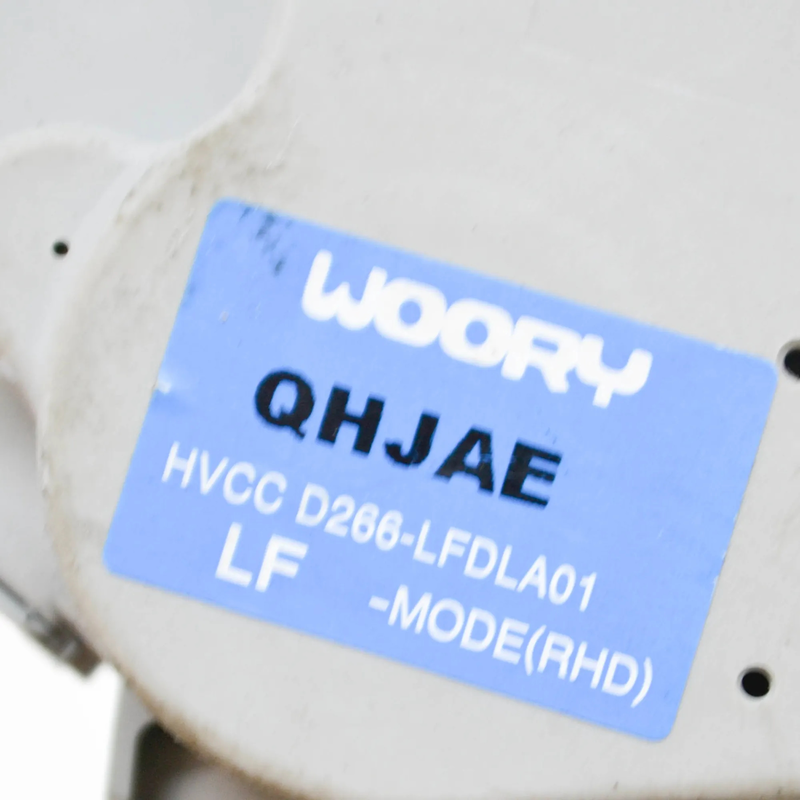 WOORY
QHJAE
HVCC D266-LFDLA01
LF -MODE(RHD)